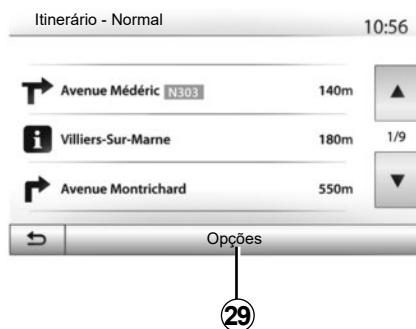 Itinerário - Normal 10:56
Avenue Médéric N303 140m
Villiers-Sur-Marne 180m
1/9
Avenue Montrichard 550m
Opções
29